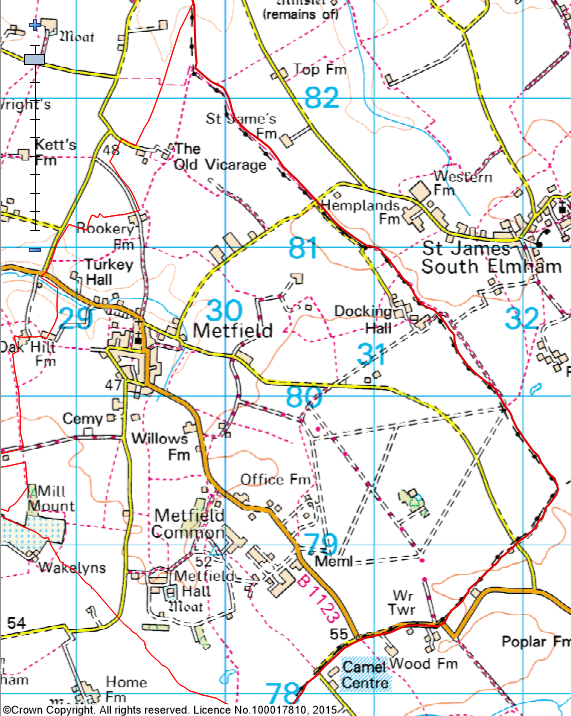 Minster
(remains of)
Moat
Top Fm
82
Wright's
St Jame's
Fm
Kett's
Fm
48
The
Old Vicarage
Western
Fm
Hemplands
Fm
Rookery
Fm
81
St James
South Elmham
Turkey
Hall
29
30
Metfield
Docking
Hall
32
31
Oak Hill
Fm
47
80
Cemy
Willows
Fm
Office Fm
Mill
Mount
Metfield
Common
79
Meml
Wakelyns
52
Metfield
Hall
Moat
B 1123
Wr
Twr
54
55
Poplar Fm
Wood Fm
Camel
Centre
ham
Home
Fm
78
©Crown Copyright. All rights reserved. Licence No.100017810, 2015